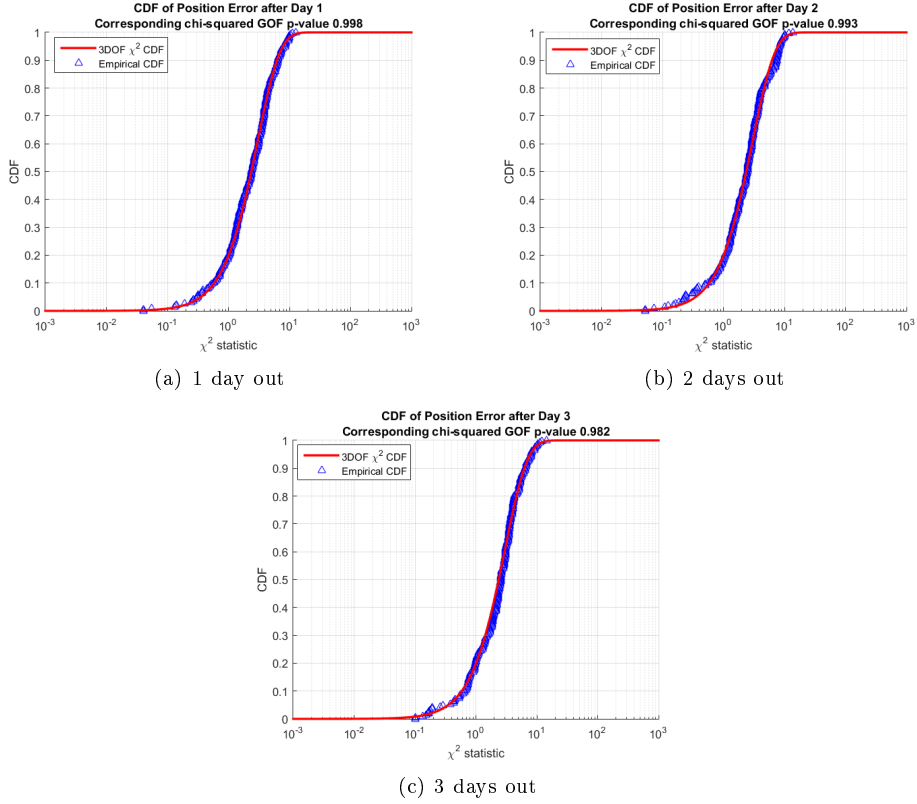 CDF of Position Error after Day 1
Corresponding chi-squared GOF p-value 0.998
1
0.9
0.8
0.7
0.6
0.5
0.4
0.3
0.2
0.1
0
CDF
3DOF χ² CDF
Empirical CDF
10⁻³ 10⁻² 10⁻¹ 10⁰ 10¹ 10² 10³
χ² statistic
(a) 1 day out
CDF of Position Error after Day 2
Corresponding chi-squared GOF p-value 0.993
1
0.9
0.8
0.7
0.6
0.5
0.4
0.3
0.2
0.1
0
CDF
3DOF χ² CDF
Empirical CDF
10⁻³ 10⁻² 10⁻¹ 10⁰ 10¹ 10² 10³
χ² statistic
(b) 2 days out
CDF of Position Error after Day 3
Corresponding chi-squared GOF p-value 0.982
1
0.9
0.8
0.7
0.6
0.5
0.4
0.3
0.2
0.1
0
CDF
3DOF χ² CDF
Empirical CDF
10⁻³ 10⁻² 10⁻¹ 10⁰ 10¹ 10² 10³
χ² statistic
(c) 3 days out